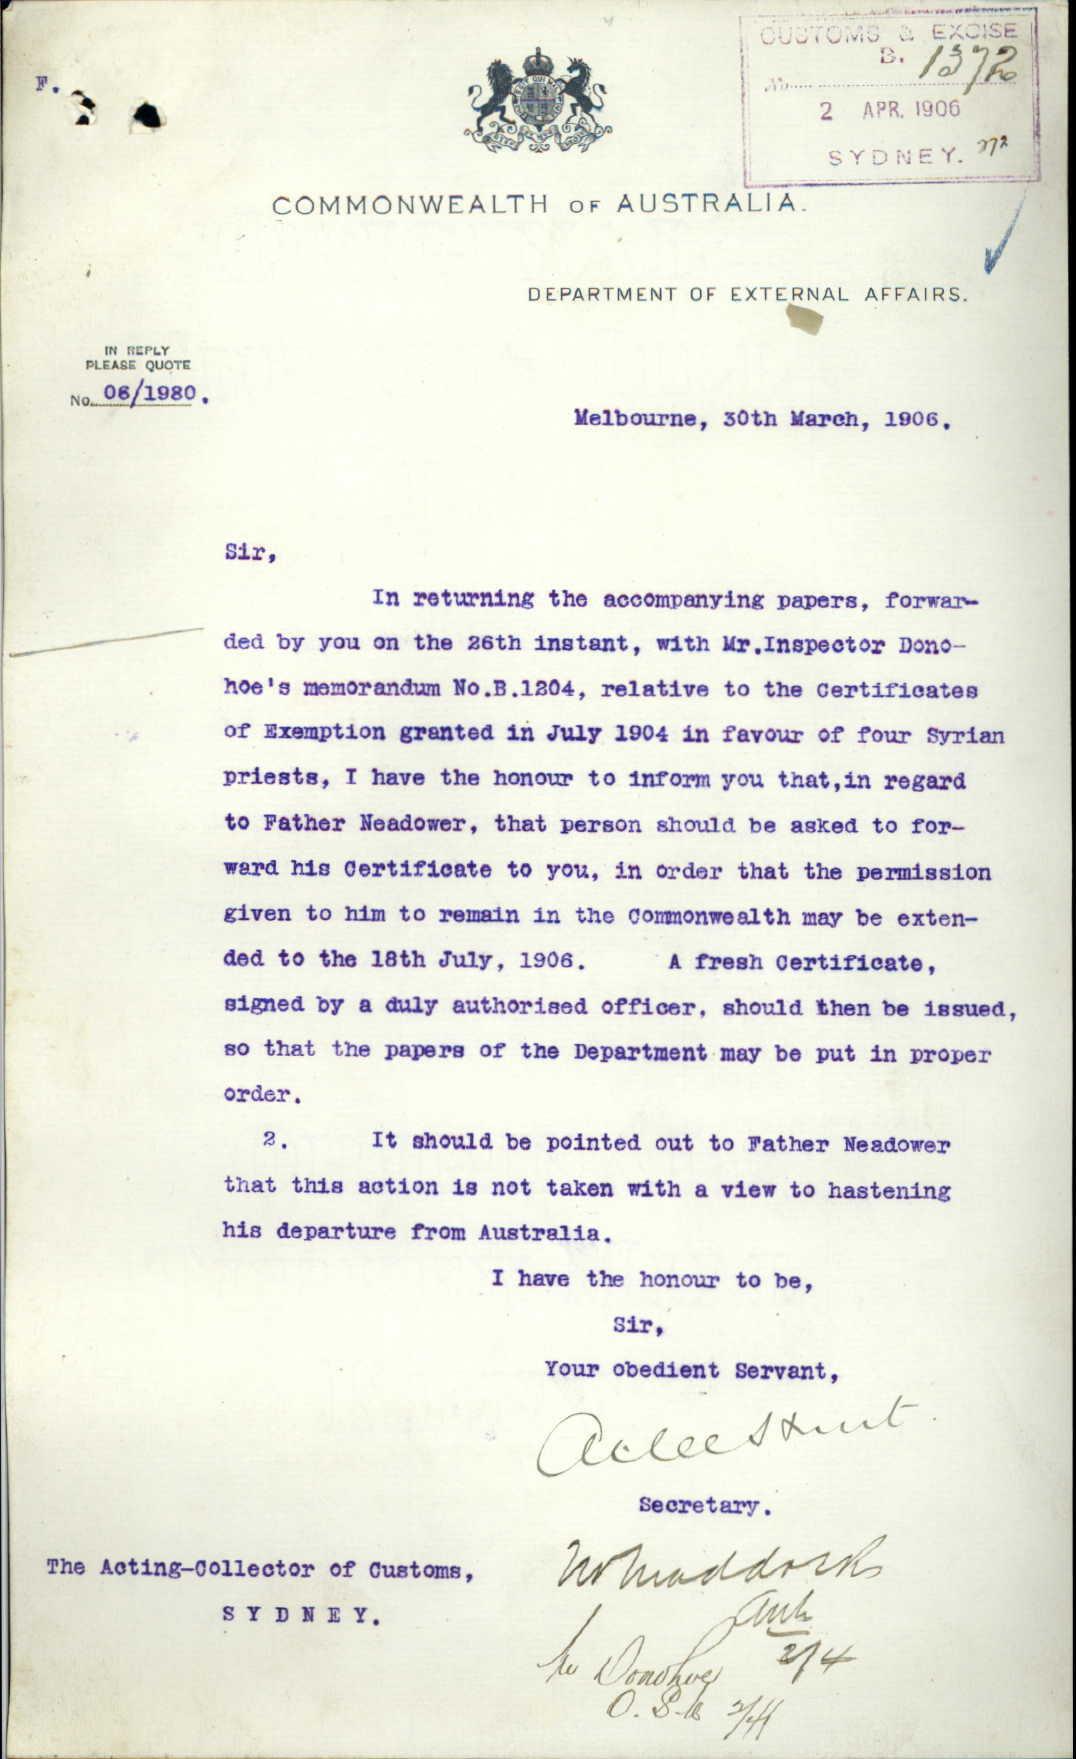 CUSTOMS & EXCISE
B. 1372
No.
2 APR. 1906
SYDNEY.
F.
COMMONWEALTH OF AUSTRALIA.
DEPARTMENT OF EXTERNAL AFFAIRS.
IN REPLY
PLEASE QUOTE
No. 06/1980.
Melbourne, 30th March, 1906.
Sir,
In returning the accompanying papers, forwar-
ded by you on the 26th instant, with Mr.Inspector Dono-
hoe's memorandum No.B.1204, relative to the Certificates
of Exemption granted in July 1904 in favour of four Syrian
priests, I have the honour to inform you that,in regard
to Father Neadower, that person should be asked to for-
ward his Certificate to you, in order that the permission
given to him to remain in the Commonwealth may be exten-
ded to the 18th July, 1906. A fresh Certificate,
signed by a duly authorised officer, should then be issued,
so that the papers of the Department may be put in proper
order.
2. It should be pointed out to Father Neadower
that this action is not taken with a view to hastening
his departure from Australia.
I have the honour to be,
Sir,
Your obedient Servant,
Atlee Hunt.
Secretary.
The Acting-Collector of Customs,
SYDNEY.
Mr Maddocks
2/4
Mr Donohoe